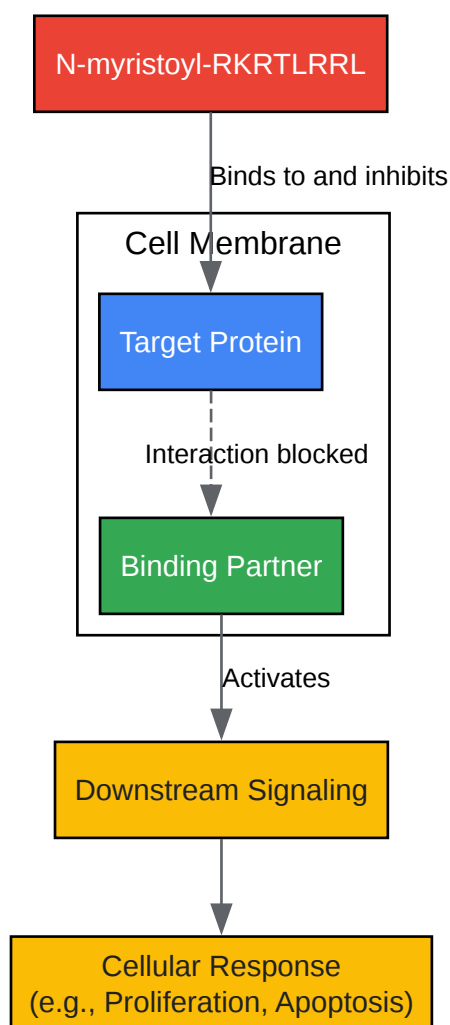 N-myristoyl-RKRTLRRL
Binds to and inhibits
Cell Membrane
Target Protein
Interaction blocked
Binding Partner
Activates
Downstream Signaling
Cellular Response
(e.g., Proliferation, Apoptosis)